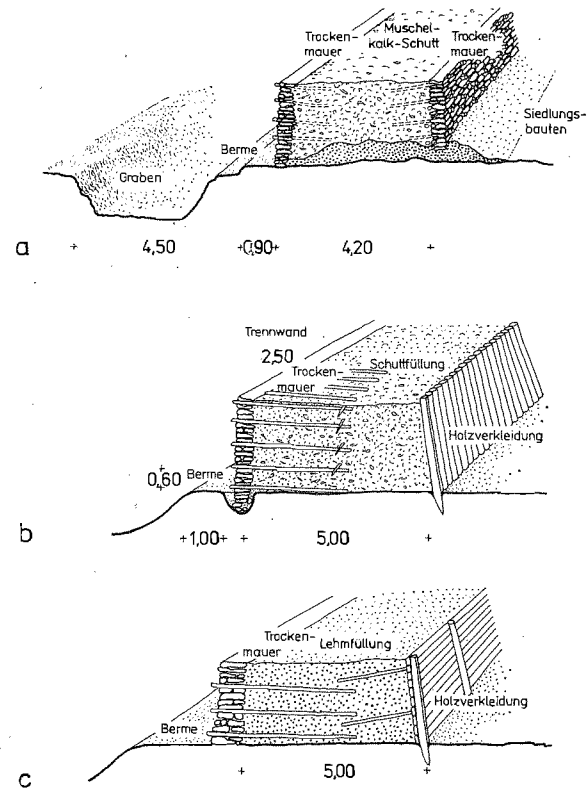 Trocken-
mauer
Muschel-
kalk-Schutt
Trocken-
mauer
Siedlungs-
bauten
Berme
Graben
a
+ 4,50 + 0,90 + 4,20 +
Trennwand
2,50
Trocken-
mauer
Schuttfüllung
Holzverkleidung
+
0,60
+
Berme
b
+ 1,00 + + 5,00 +
Trocken-
mauer
Lehmfüllung
Holzverkleidung
Berme
c
+ 5,00 +